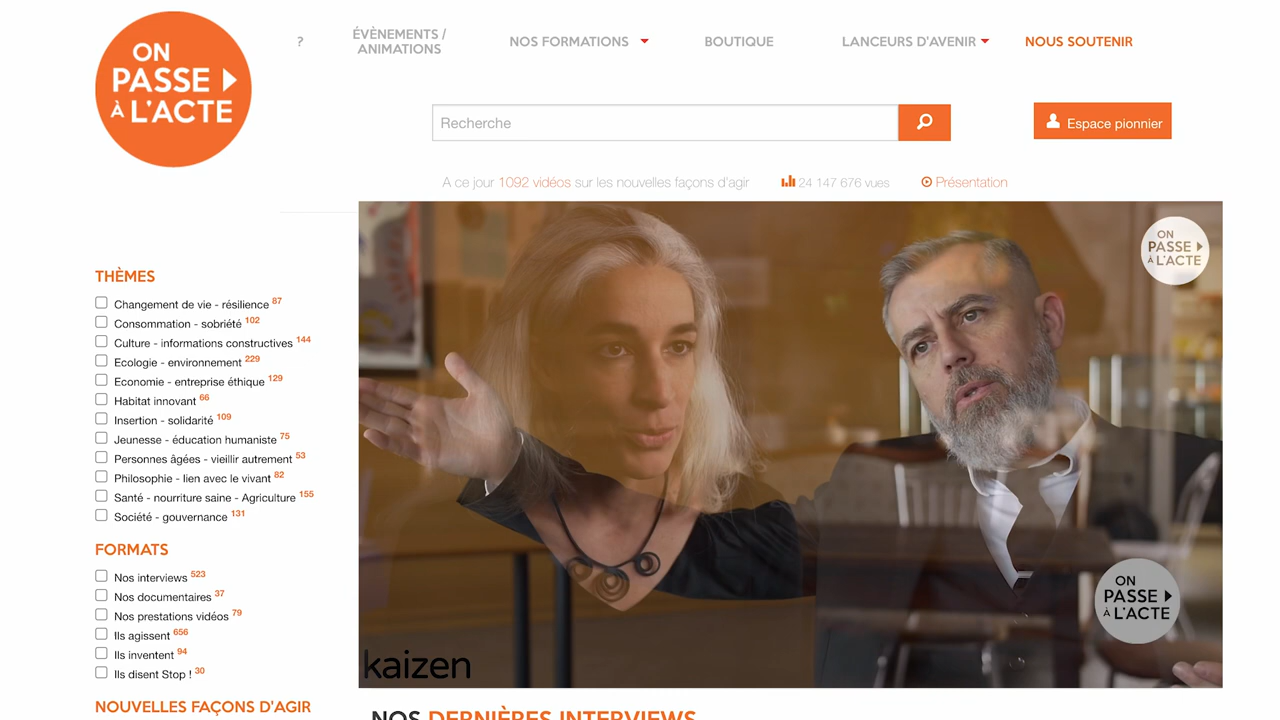 ON
PASSE
À L'ACTE
?
ÉVÈNEMENTS /
ANIMATIONS
NOS FORMATIONS
BOUTIQUE
LANCEURS D'AVENIR
NOUS SOUTENIR
Recherche
Espace pionnier
A ce jour 1092 vidéos sur les nouvelles façons d'agir
24 147 676 vues
Présentation
THÈMES
Changement de vie - résilience 87
Consommation - sobriété 102
Culture - informations constructives 144
Ecologie - environnement 229
Economie - entreprise éthique 129
Habitat innovant 66
Insertion - solidarité 109
Jeunesse - éducation humaniste 75
Personnes âgées - vieillir autrement 53
Philosophie - lien avec le vivant 82
Santé - nourriture saine - Agriculture 155
Société - gouvernance 131
FORMATS
Nos interviews 523
Nos documentaires 37
Nos prestations vidéos 79
Ils agissent 656
Ils inventent 94
Ils disent Stop ! 30
NOUVELLES FAÇONS D'AGIR
ON
PASSE
À L'ACTE
ON
PASSE
À L'ACTE
kaizen
NOS DERNIÈRES INTERVIEWS